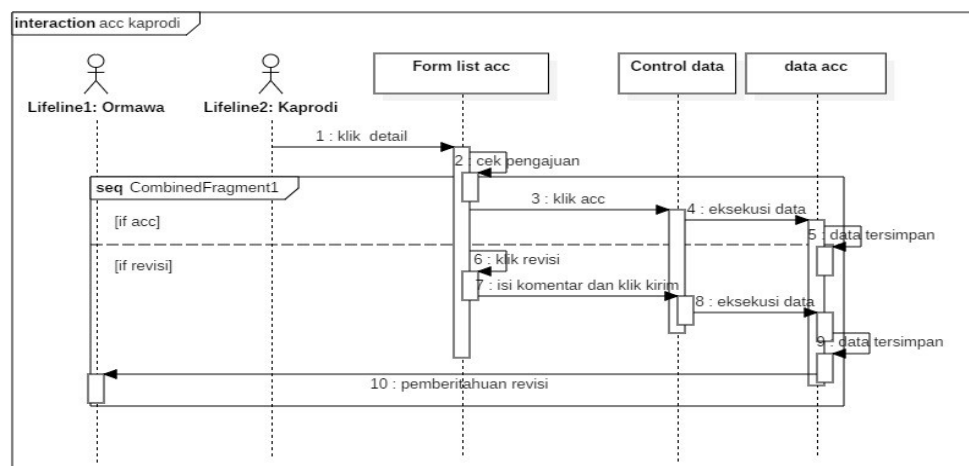 interaction acc kaprodi
Form list acc
Control data
data acc
Lifeline1: Ormawa
Lifeline2: Kaprodi
1 : klik detail
2 : cek pengajuan
seq CombinedFragment1
3 : klik acc
4 : eksekusi data
[if acc]
5 : data tersimpan
[if revisi]
6 : klik revisi
7 : isi komentar dan klik kirim
8 : eksekusi data
9 : data tersimpan
10 : pemberitahuan revisi